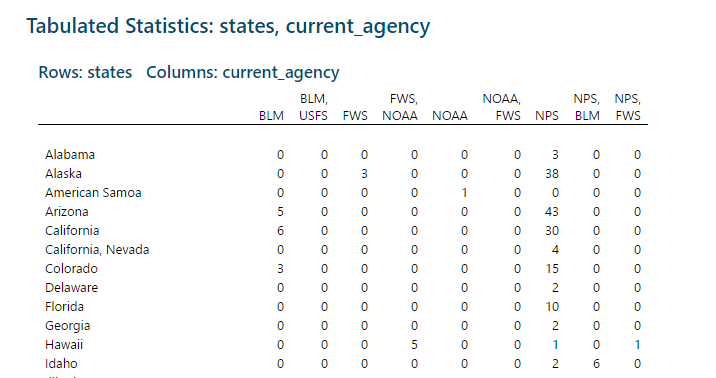 Tabulated Statistics: states, current_agency
Rows: states Columns: current_agency
BLM, FWS, NOAA, NPS, NPS,
BLM USFS FWS NOAA NOAA FWS NPS BLM FWS
Alabama 0 0 0 0 0 0 3 0 0
Alaska 0 0 3 0 0 0 38 0 0
American Samoa 0 0 0 0 1 0 0 0 0
Arizona 5 0 0 0 0 0 43 0 0
California 6 0 0 0 0 0 30 0 0
California, Nevada 0 0 0 0 0 0 4 0 0
Colorado 3 0 0 0 0 0 15 0 0
Delaware 0 0 0 0 0 0 2 0 0
Florida 0 0 0 0 0 0 10 0 0
Georgia 0 0 0 0 0 0 2 0 0
Hawaii 0 0 0 5 0 0 1 0 1
Idaho 0 0 0 0 0 0 2 6 0